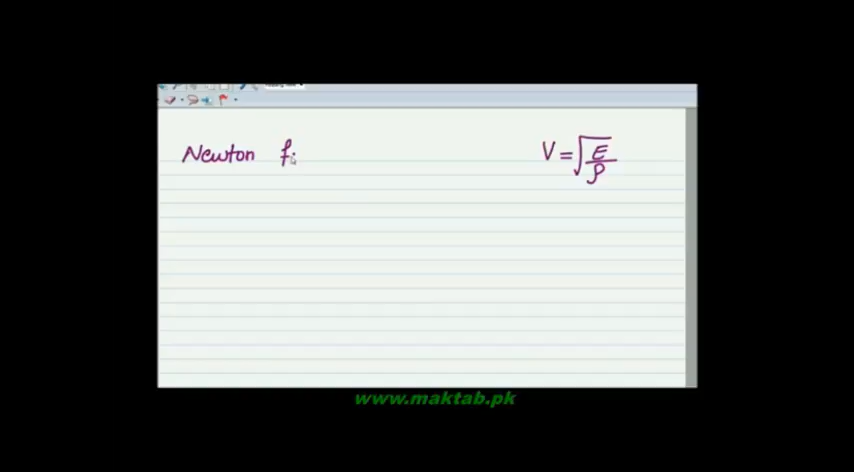 Newton f.
V = √E/ρ
www.maktab.pk